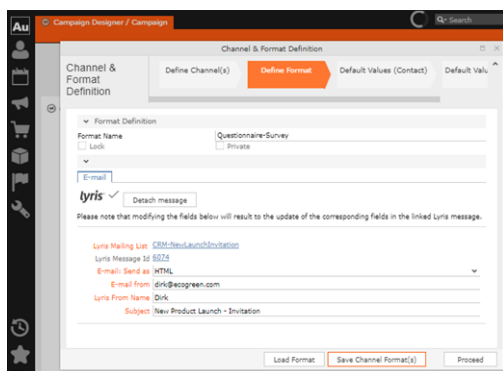 Au
Campaign Designer / Campaign
Search
Channel & Format Definition
Channel &
Format
Definition
Define Channel(s)
Define Format
Default Values (Contact)
Default Valu
Format Definition
Format Name
Questionnaire-Survey
Lock
Private
E-mail
lyris
Detach message
Please note that modifying the fields below will result to the update of the corresponding fields in the linked Lyris message.
Lyris Mailing List CRM-NewLaunchInvitation
Lyris Message Id 6074
E-mail: Send as HTML
E-mail from dirk@ecogreen.com
Lyris From Name Dirk
Subject New Product Launch - Invitation
Load Format
Save Channel Format(s)
Proceed